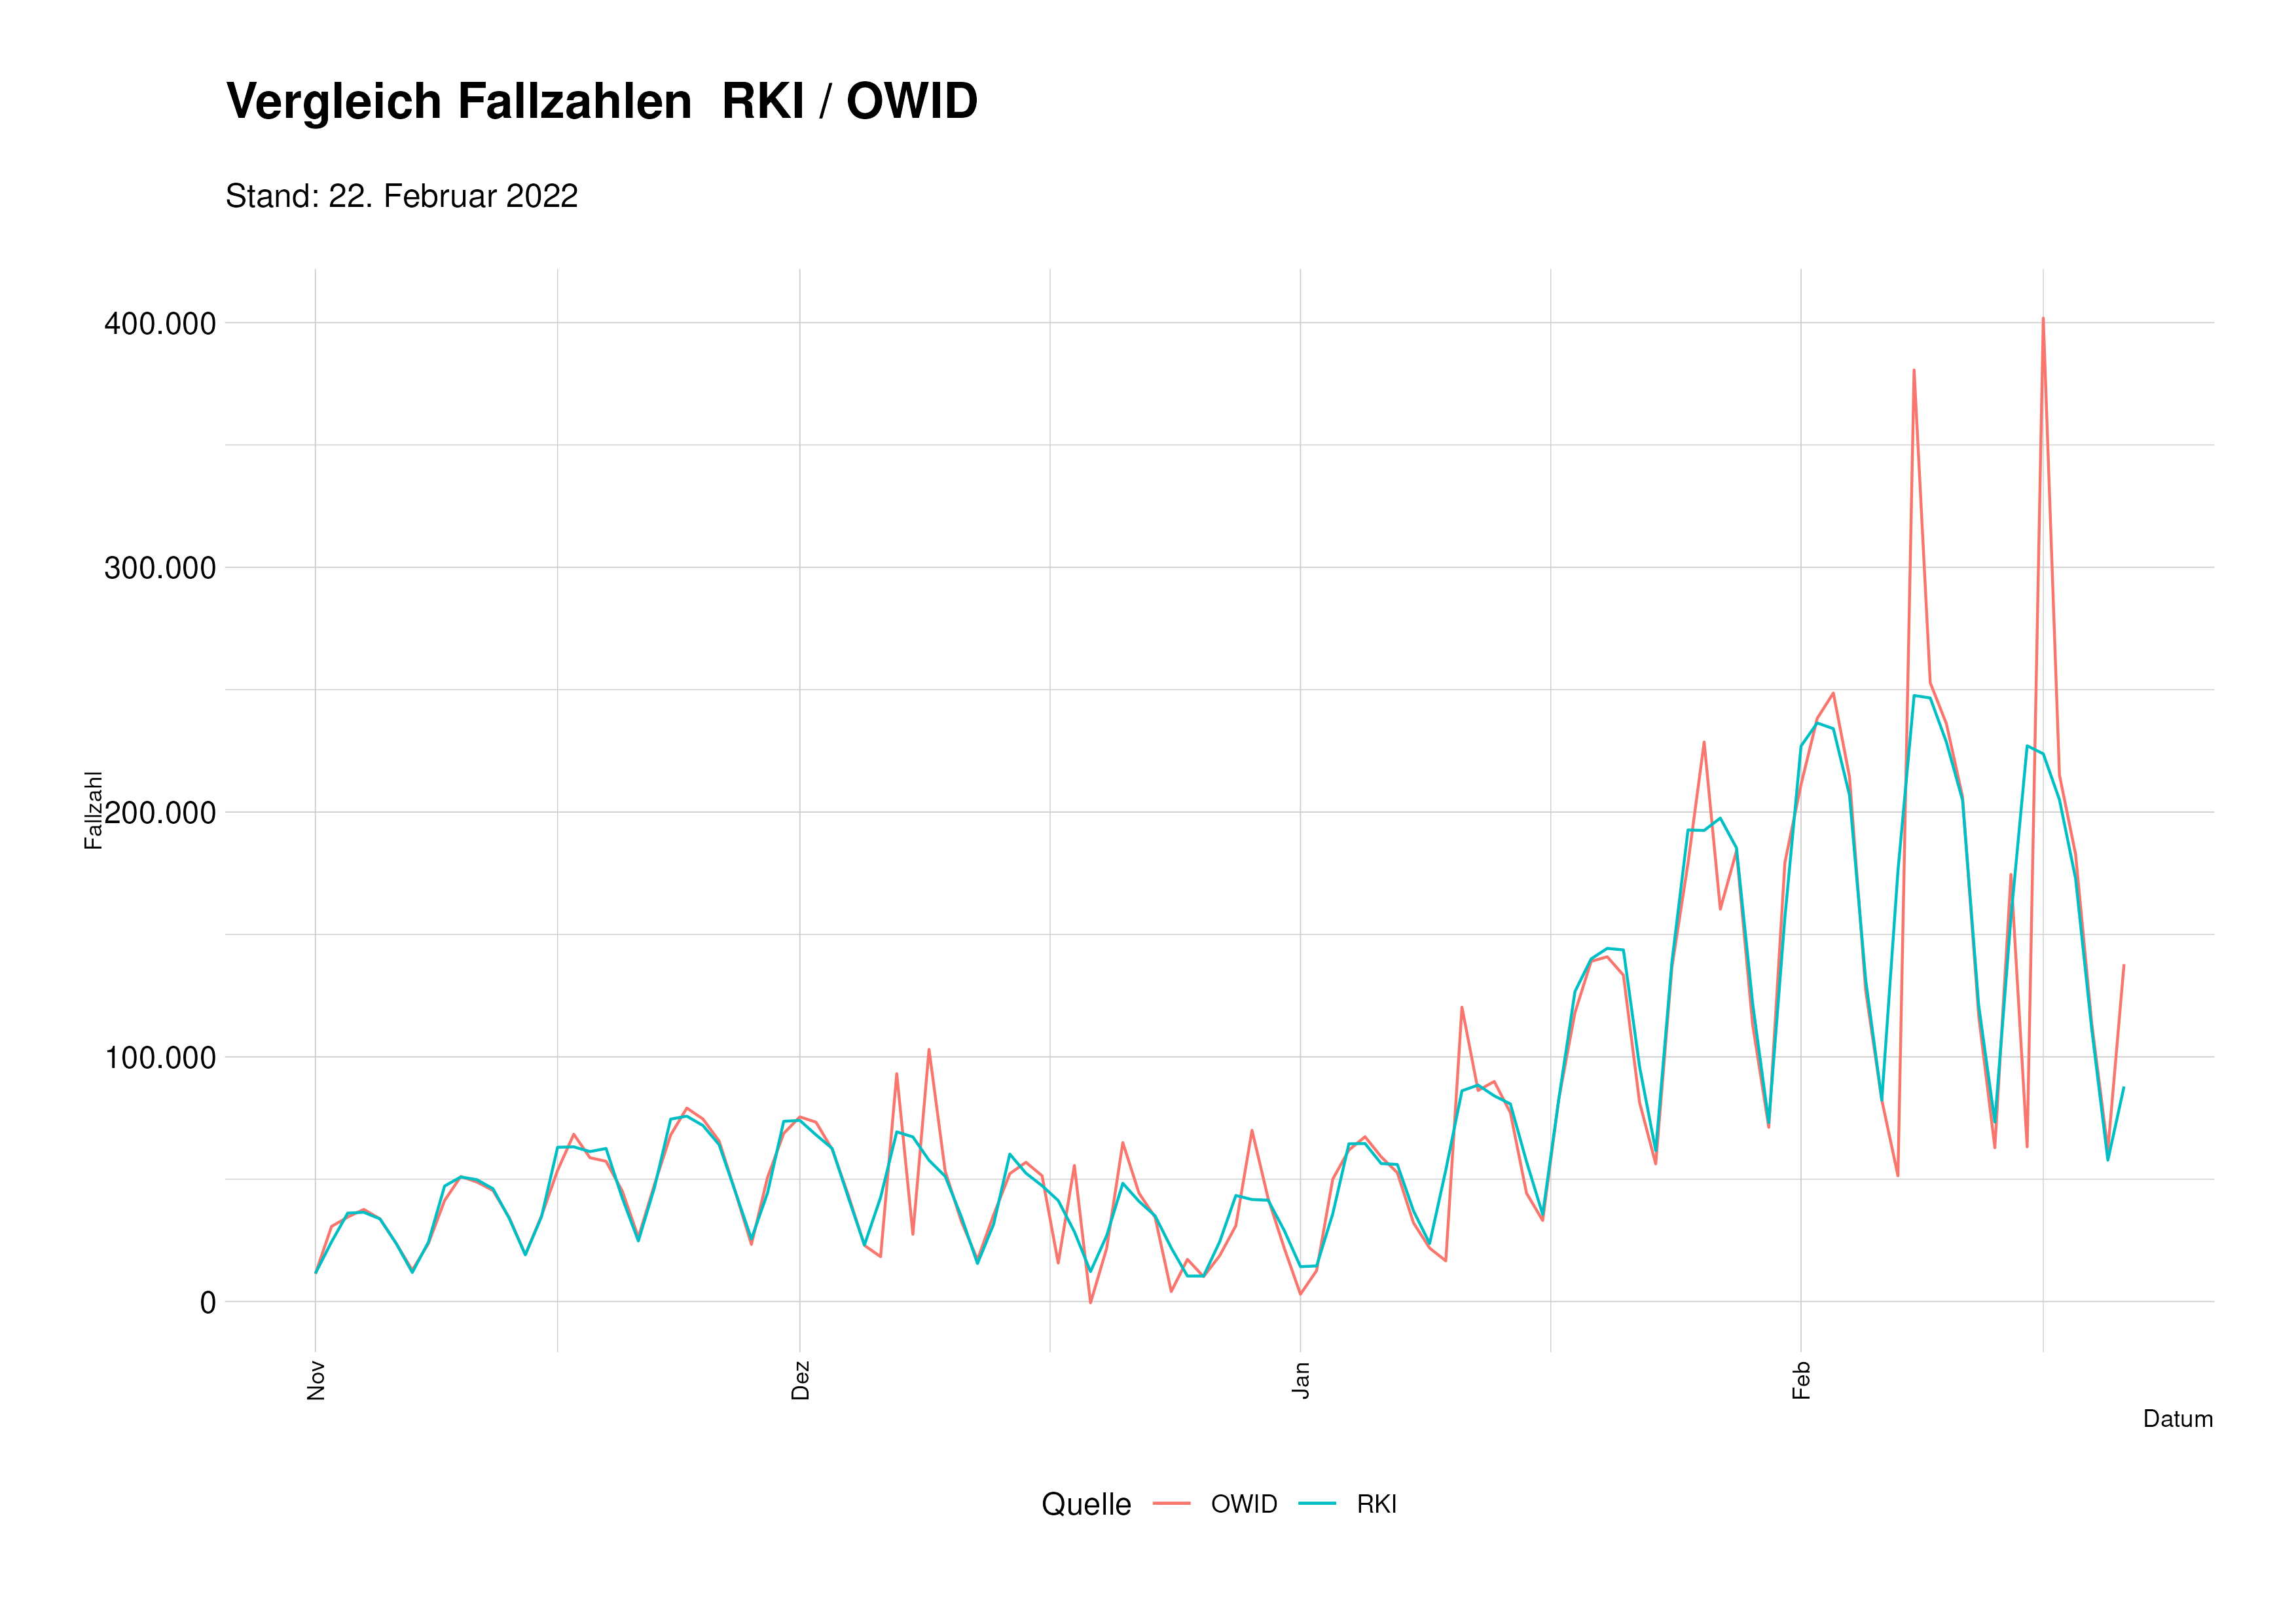 Vergleich Fallzahlen  RKI / OWID
Stand: 22. Februar 2022
400.000
300.000
200.000
100.000
0
Fallzahl
Nov
Dez
Jan
Feb
Datum
Quelle OWID RKI